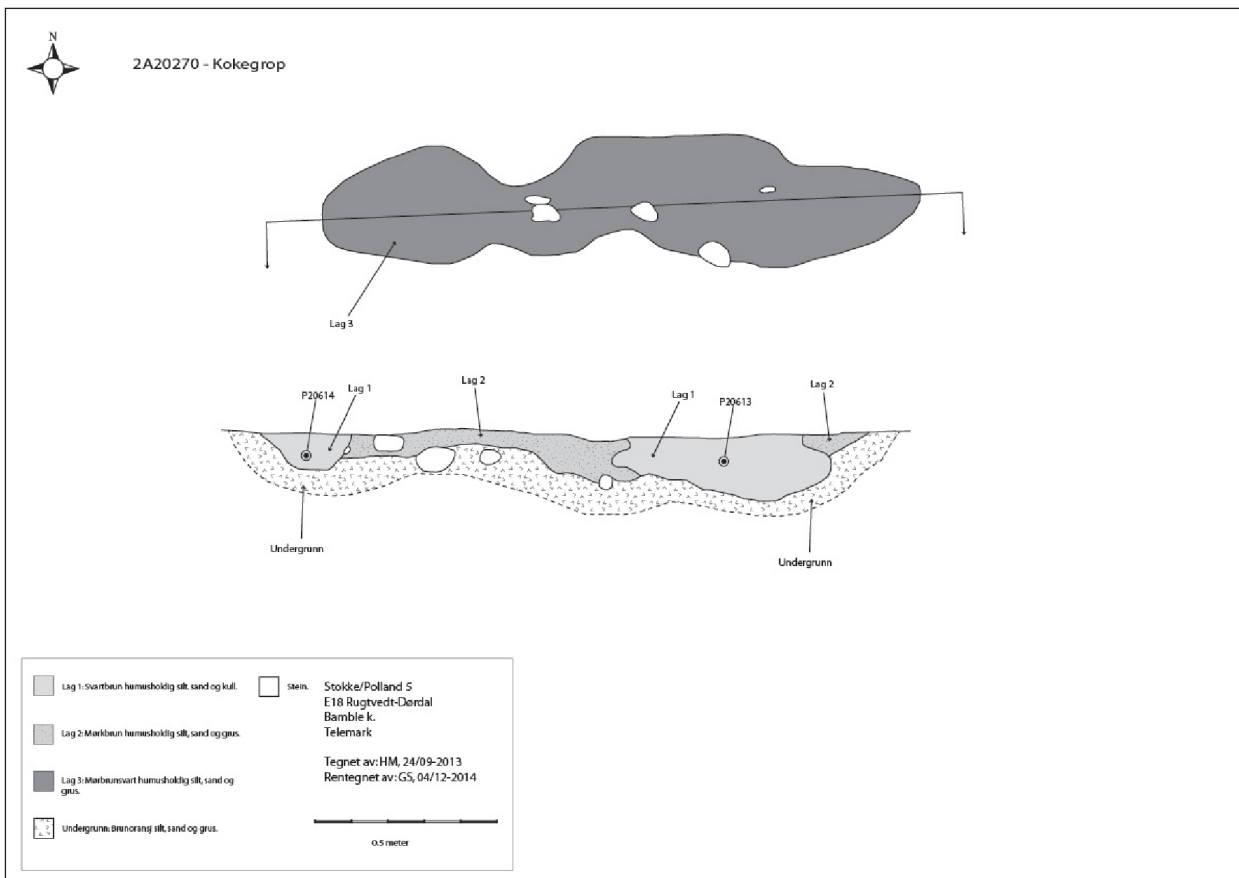 N
2A20270 - Kokegrop
Lag 3
P20614
Lag 1
Lag 2
Lag 1
P20613
Lag 2
Undergrunn
Undergrunn
Lag 1: Svartbrun humusholdig silt, sand og kull.
Lag 2: Mørkbrun humusholdig silt, sand og grus.
Lag 3: Mørbrunsvart humusholdig silt, sand og
grus.
Undergrunn: Brunoransj silt, sand og grus.
Stein.
Stokke/Polland 5
E18 Rugtvedt-Dørdal
Bamble k.
Telemark
Tegnet av: HM, 24/09-2013
Rentegnet av: GS, 04/12-2014
0.5 meter